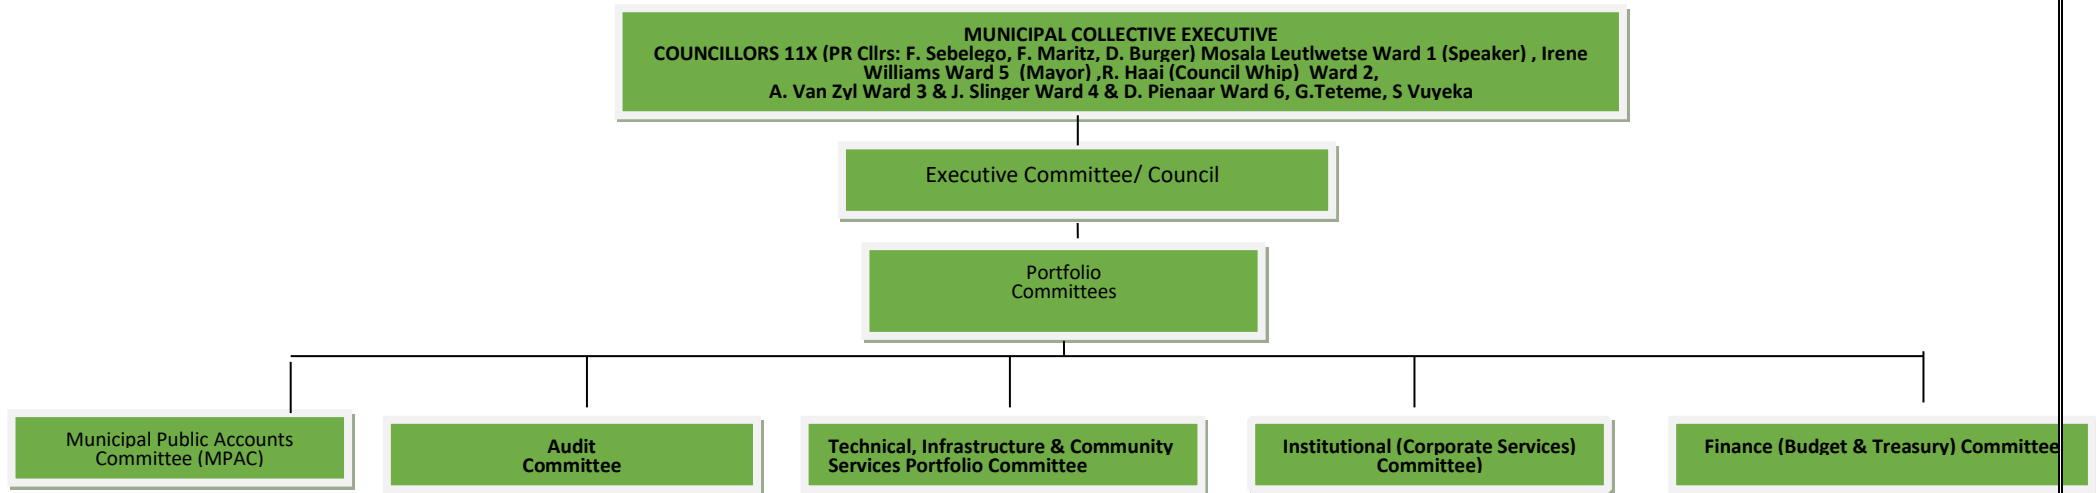 MUNICIPAL COLLECTIVE EXECUTIVE
COUNCILLORS 11X (PR Cllrs: F. Sebelego, F. Maritz, D. Burger) Mosala Leutlwetse Ward 1 (Speaker) , Irene
Williams Ward 5 (Mayor) ,R. Haai (Council Whip) Ward 2,
A. Van Zyl Ward 3 & J. Slinger Ward 4 & D. Pienaar Ward 6, G.Teteme, S Vuyeka
Executive Committee/ Council
Portfolio
Committees
Municipal Public Accounts
Committee (MPAC)
Audit
Committee
Technical, Infrastructure & Community
Services Portfolio Committee
Institutional (Corporate Services)
Committee)
Finance (Budget & Treasury) Committee